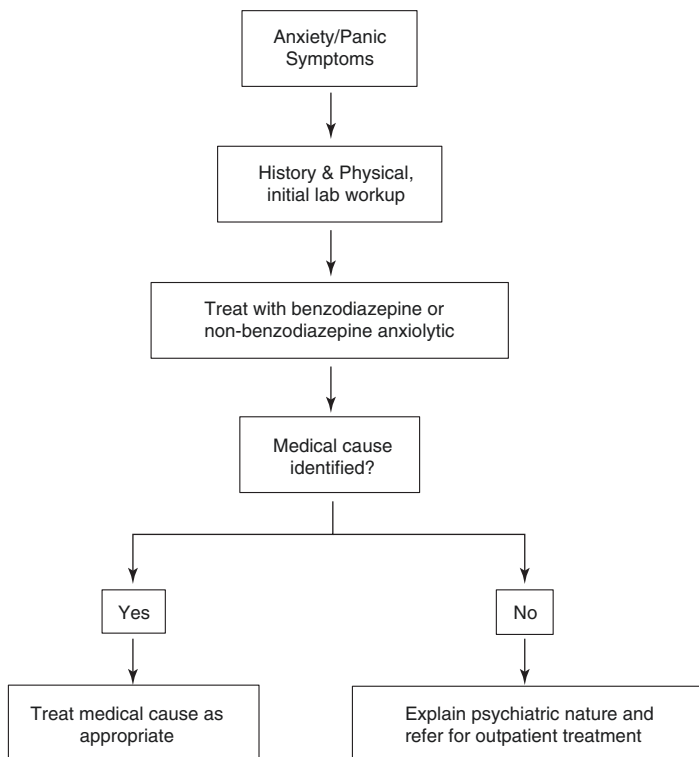 Anxiety/Panic
Symptoms
History & Physical,
initial lab workup
Treat with benzodiazepine or
non-benzodiazepine anxiolytic
Medical cause
identified?
Yes
No
Treat medical cause as
appropriate
Explain psychiatric nature and
refer for outpatient treatment